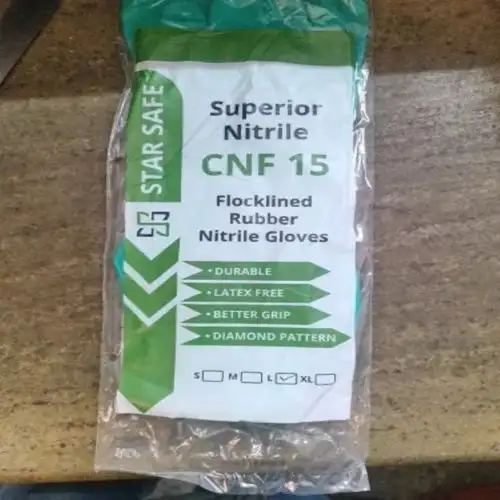 STAR SAFE
Superior
Nitrile
CNF 15
Flocklined
Rubber
Nitrile Gloves
• DURABLE
• LATEX FREE
• BETTER GRIP
• DIAMOND PATTERN
S M L XL